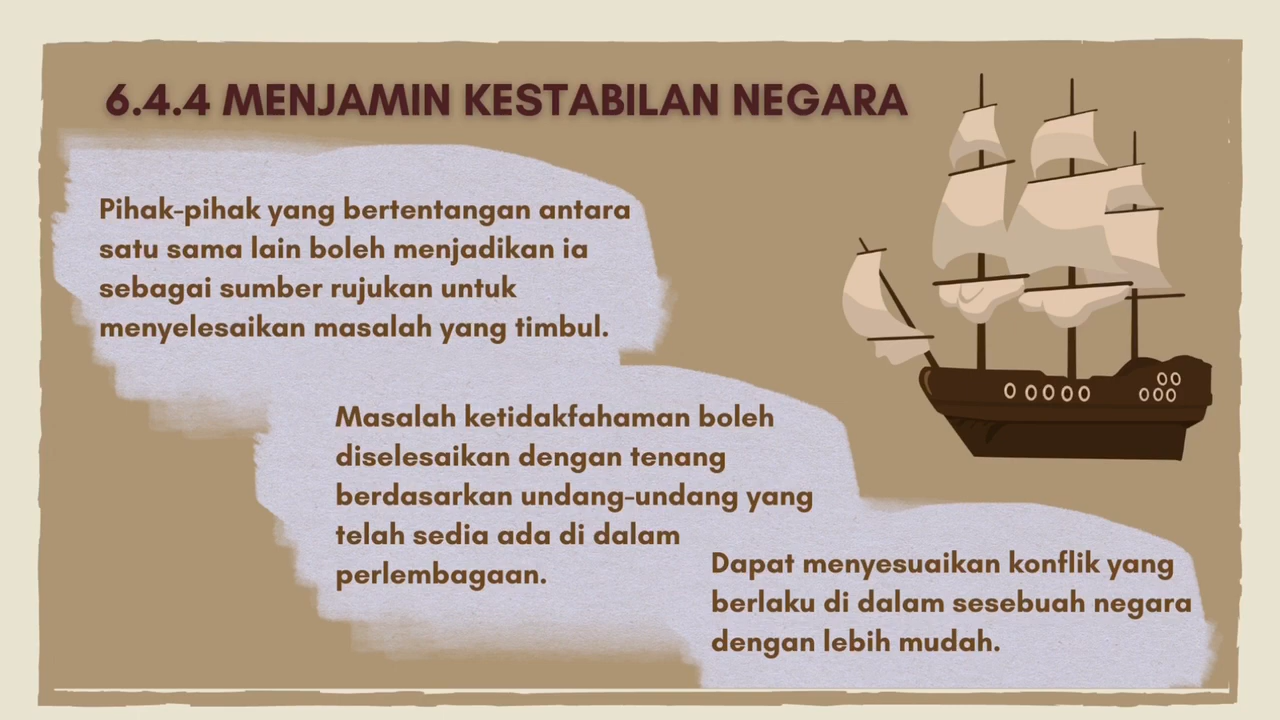 6.4.4 MENJAMIN KESTABILAN NEGARA
Pihak-pihak yang bertentangan antara
satu sama lain boleh menjadikan ia
sebagai sumber rujukan untuk
menyelesaikan masalah yang timbul.
Masalah ketidakfahaman boleh
diselesaikan dengan tenang
berdasarkan undang-undang yang
telah sedia ada di dalam
perlembagaan.
Dapat menyesuaikan konflik yang
berlaku di dalam sesebuah negara
dengan lebih mudah.